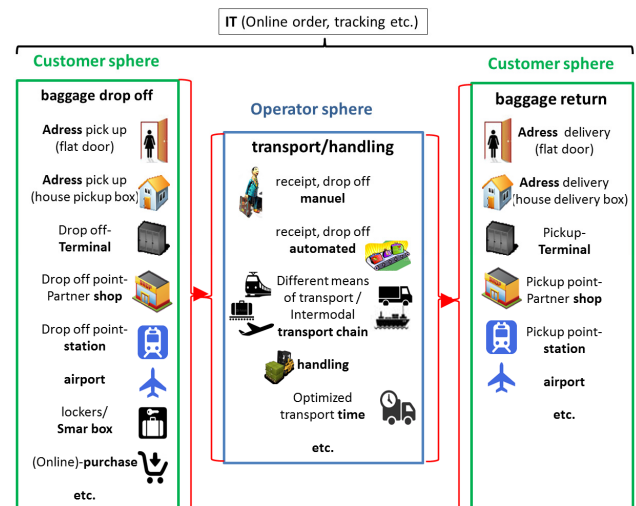 IT (Online order, tracking etc.)
Customer sphere
baggage drop off
Adress pick up
(flat door)
Adress pick up
(house pickup box)
Drop off-
Terminal
Drop off point-
Partner shop
Drop off point-
station
airport
lockers/
Smar box
(Online)-purchase
etc.
Operator sphere
transport/handling
receipt, drop off
manuel
receipt, drop off
automated
Different means
of transport /
Intermodal
transport chain
handling
Optimized
transport time
etc.
Customer sphere
baggage return
Adress delivery
(flat door)
Adress delivery
(house delivery box)
Pickup-
Terminal
Pickup point-
Partner shop
Pickup point-
station
airport
etc.